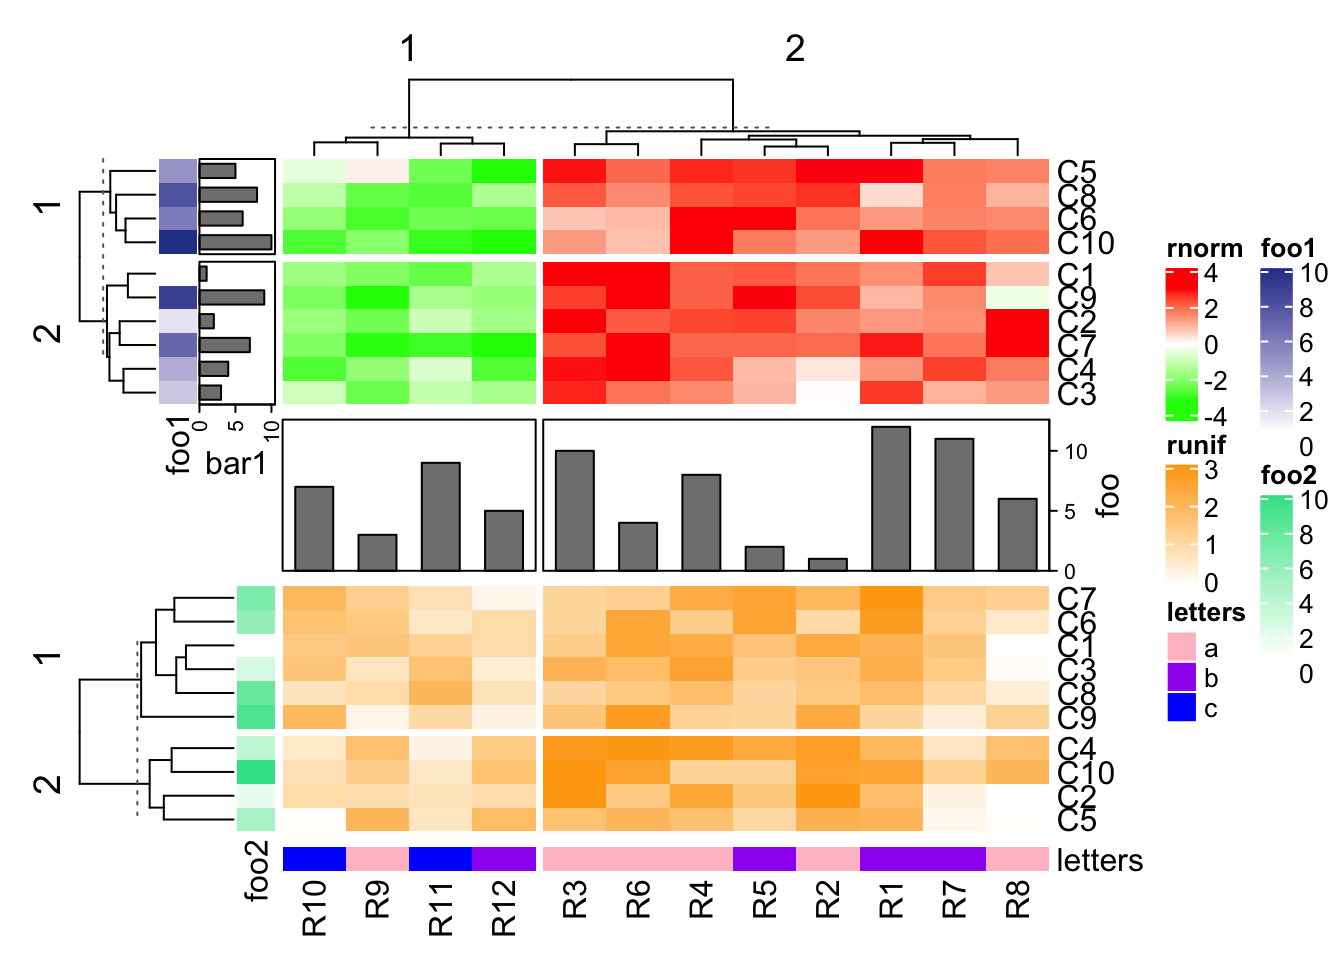 1 2
1
C5
C8
C6
C10
2
C1
C9
C2
C7
C4
C3
foo1
0 5 10
bar1
10
5
0
foo
1
C7
C6
C1
C3
C8
C9
2
C4
C10
C2
C5
foo2
letters
R10 R9 R11 R12 R3 R6 R4 R5 R2 R1 R7 R8
rnorm
4
2
0
-2
-4
runif
3
2
1
0
letters
a
b
c
foo1
10
8
6
4
2
0
foo2
10
8
6
4
2
0